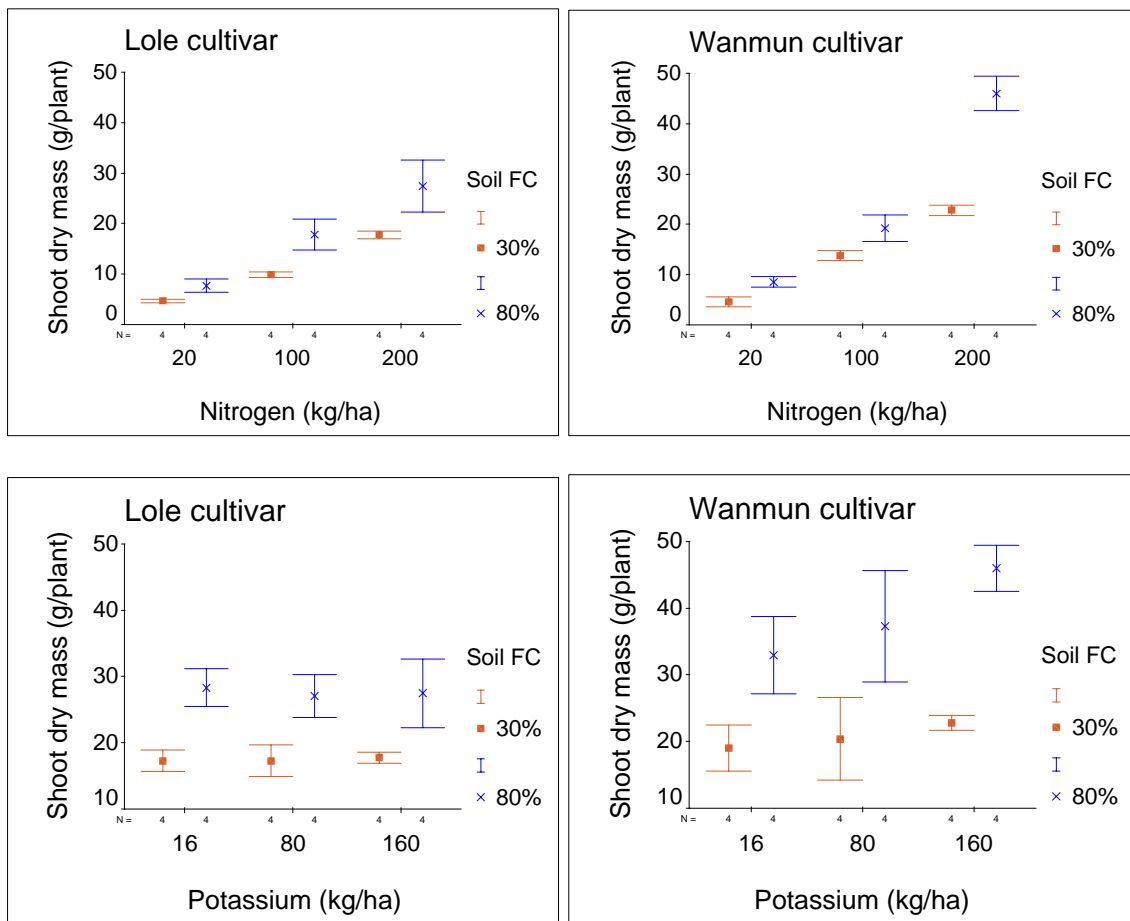 Lole cultivar
Shoot dry mass (g/plant)
50
40
30
20
10
0
N = 4 4 4 4 4 4
20 100 200
Nitrogen (kg/ha)
Soil FC
30%
80%
Wanmun cultivar
Shoot dry mass (g/plant)
50
40
30
20
10
0
N = 4 4 4 4 4 4
20 100 200
Nitrogen (kg/ha)
Soil FC
30%
80%
Lole cultivar
Shoot dry mass (g/plant)
50
40
30
20
10
N = 4 4 4 4 4 4
16 80 160
Potassium (kg/ha)
Soil FC
30%
80%
Wanmun cultivar
Shoot dry mass (g/plant)
50
40
30
20
10
N = 4 4 4 4 4 4
16 80 160
Potassium (kg/ha)
Soil FC
30%
80%